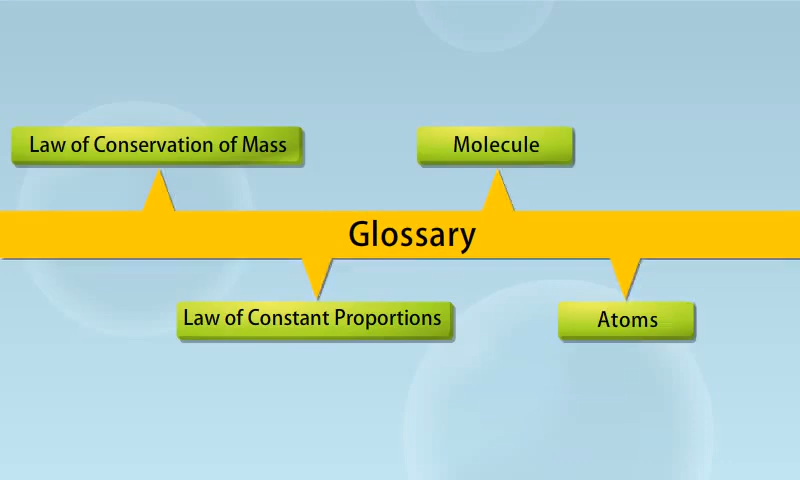 Law of Conservation of Mass
Molecule
Glossary
Law of Constant Proportions
Atoms